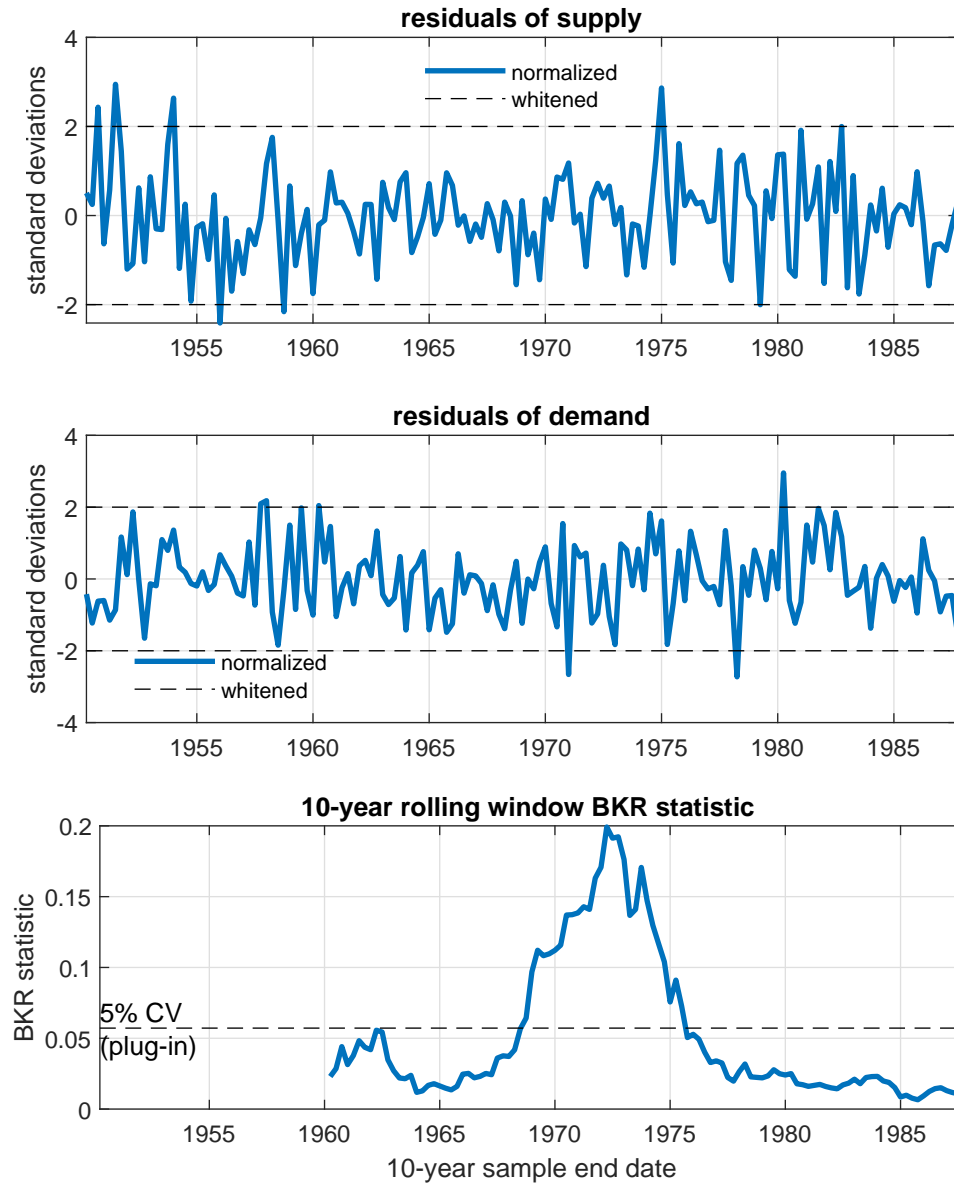 residuals of supply
4
2
0
-2
standard deviations
normalized
whitened
1955 1960 1965 1970 1975 1980 1985
residuals of demand
4
2
0
-2
-4
standard deviations
normalized
whitened
1955 1960 1965 1970 1975 1980 1985
10-year rolling window BKR statistic
0.2
0.15
0.1
0.05
0
BKR statistic
5% CV
(plug-in)
1955 1960 1965 1970 1975 1980 1985
10-year sample end date